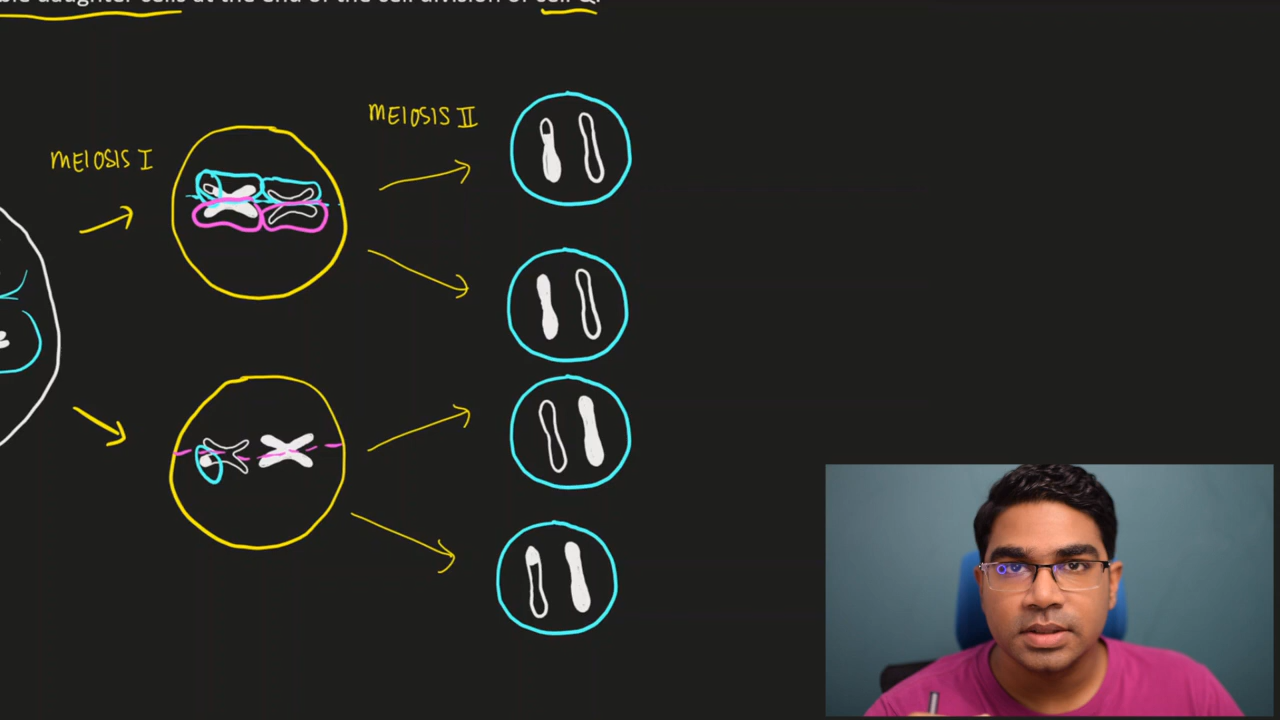 daughter cells at the end of the cell division of cell Q.
MEIOSIS II
MEIOSIS I